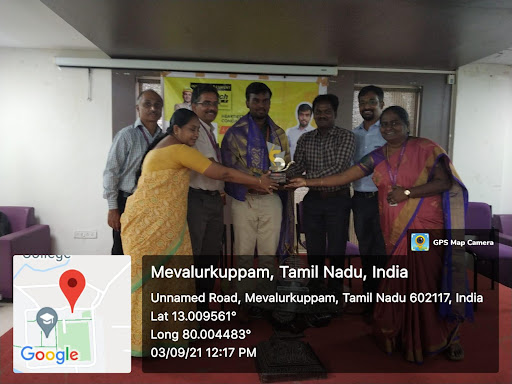 GPS Map Camera
College
Google
Mevalurkuppam, Tamil Nadu, India
Unnamed Road, Mevalurkuppam, Tamil Nadu 602117, India
Lat 13.009561°
Long 80.004483°
03/09/21 12:17 PM